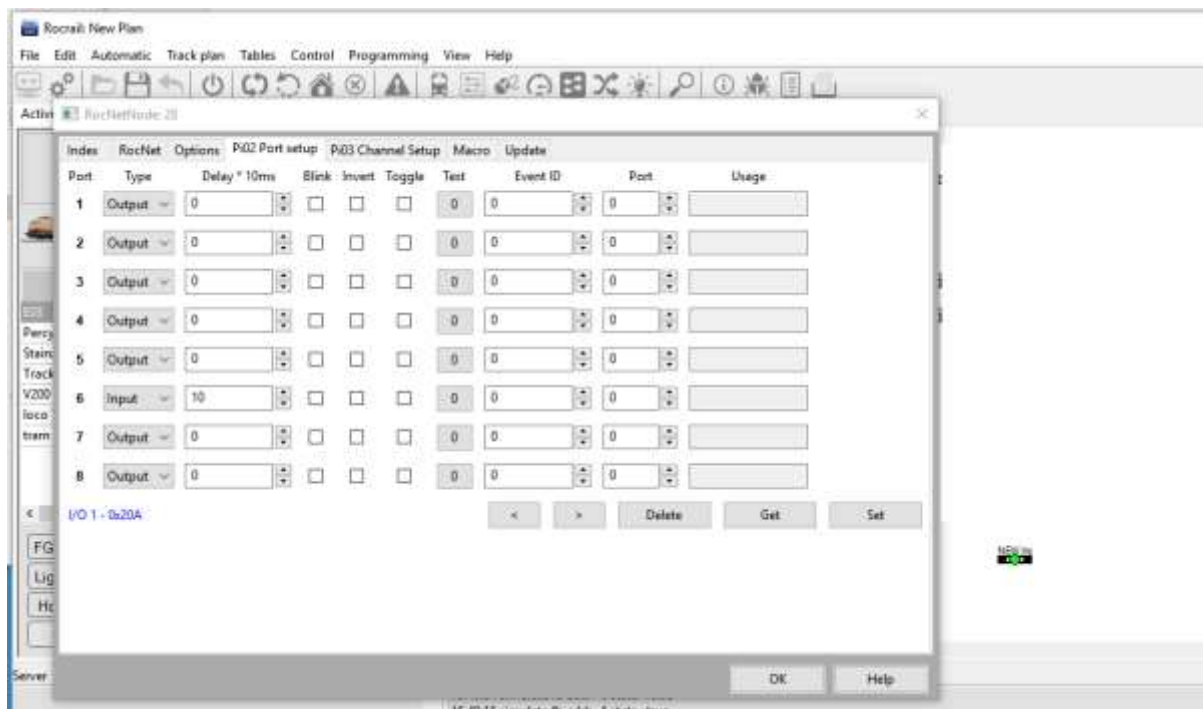 Rocrail: New Plan
File Edit Automatic Track plan Tables Control Programming View Help
RocNetNode 28
Index RocNet Options Pi02 Port setup Pi03 Channel Setup Macro Update
Port Type Delay * 10ms Blink Invert Toggle Test Event ID Port Usage
1 Output 0 0 0 0
2 Output 0 0 0 0
3 Output 0 0 0 0
4 Output 0 0 0 0
5 Output 0 0 0 0
6 Input 10 0 0 0
7 Output 0 0 0 0
8 Output 0 0 0 0
Percy
Stainz
Track
V200
loco
tram
I/O 1 - 0x20A
< > Delete Get Set
FG
Lig
Ho
OK Help
Server